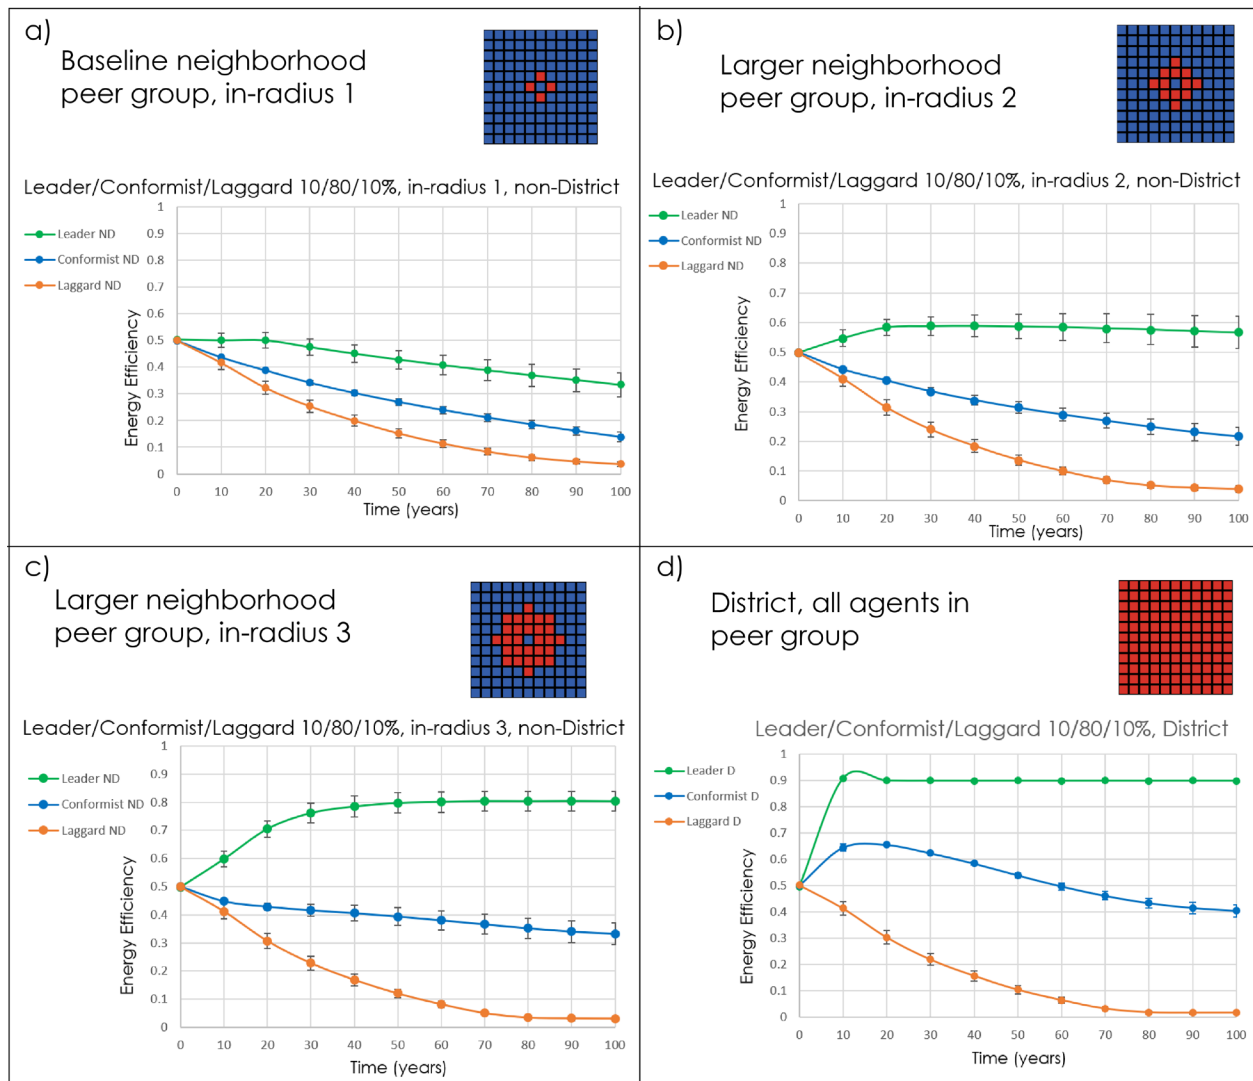 a)
Baseline neighborhood
peer group, in-radius 1
Leader/Conformist/Laggard 10/80/10%, in-radius 1, non-District
Leader ND
Conformist ND
Laggard ND
Energy Efficiency
1
0.9
0.8
0.7
0.6
0.5
0.4
0.3
0.2
0.1
0
0 10 20 30 40 50 60 70 80 90 100
Time (years)
b)
Larger neighborhood
peer group, in-radius 2
Leader/Conformist/Laggard 10/80/10%, in-radius 2, non-District
Leader ND
Conformist ND
Laggard ND
Energy Efficiency
1
0.9
0.8
0.7
0.6
0.5
0.4
0.3
0.2
0.1
0
0 10 20 30 40 50 60 70 80 90 100
Time (years)
c)
Larger neighborhood
peer group, in-radius 3
Leader/Conformist/Laggard 10/80/10%, in-radius 3, non-District
Leader ND
Conformist ND
Laggard ND
Energy Efficiency
1
0.9
0.8
0.7
0.6
0.5
0.4
0.3
0.2
0.1
0
0 10 20 30 40 50 60 70 80 90 100
Time (years)
d)
District, all agents in
peer group
Leader/Conformist/Laggard 10/80/10%, District
Leader D
Conformist D
Laggard D
Energy Efficiency
1
0.9
0.8
0.7
0.6
0.5
0.4
0.3
0.2
0.1
0
0 10 20 30 40 50 60 70 80 90 100
Time (years)